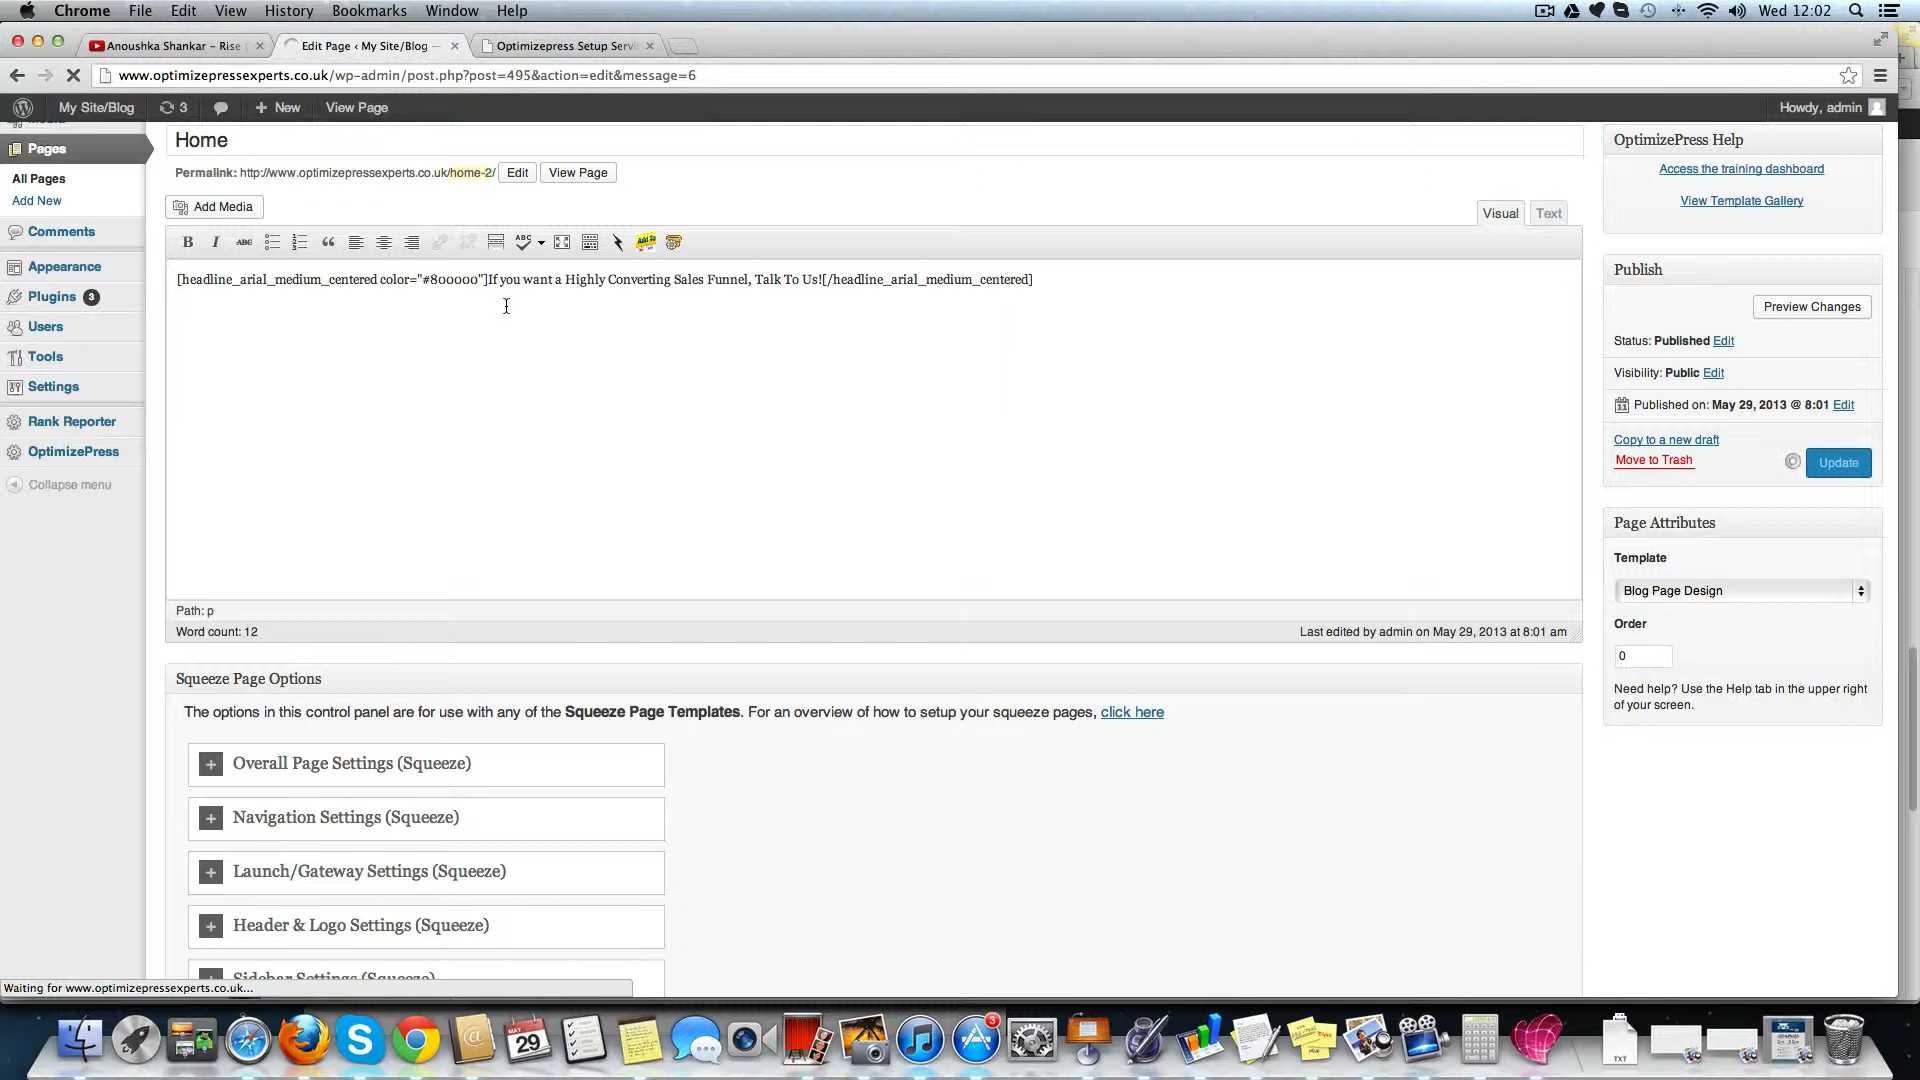 Chrome File Edit View History Bookmarks Window Help Wed 12:02
Anoushka Shankar – Rise Edit Page ‹ My Site/Blog — Optimizepress Setup Servi
www.optimizepressexperts.co.uk/wp-admin/post.php?post=495&action=edit&message=6
My Site/Blog 3 + New View Page Howdy, admin
Pages
All Pages
Add New
Comments
Appearance
Plugins 3
Users
Tools
Settings
Rank Reporter
OptimizePress
Collapse menu
Home
Permalink: http://www.optimizepressexperts.co.uk/home-2/ Edit View Page
Add Media
Visual Text
B I ABC ABC
[headline_arial_medium_centered color="#800000"]If you want a Highly Converting Sales Funnel, Talk To Us![/headline_arial_medium_centered]
Path: p
Word count: 12 Last edited by admin on May 29, 2013 at 8:01 am
Squeeze Page Options
The options in this control panel are for use with any of the Squeeze Page Templates. For an overview of how to setup your squeeze pages, click here
+ Overall Page Settings (Squeeze)
+ Navigation Settings (Squeeze)
+ Launch/Gateway Settings (Squeeze)
+ Header & Logo Settings (Squeeze)
Sidebar Settings (Squeeze)
OptimizePress Help
Access the training dashboard
View Template Gallery
Publish
Preview Changes
Status: Published Edit
Visibility: Public Edit
Published on: May 29, 2013 @ 8:01 Edit
Copy to a new draft
Move to Trash
Update
Page Attributes
Template
Blog Page Design
Order
0
Need help? Use the Help tab in the upper right
of your screen.
Waiting for www.optimizepressexperts.co.uk...
MAY
29
3
TXT